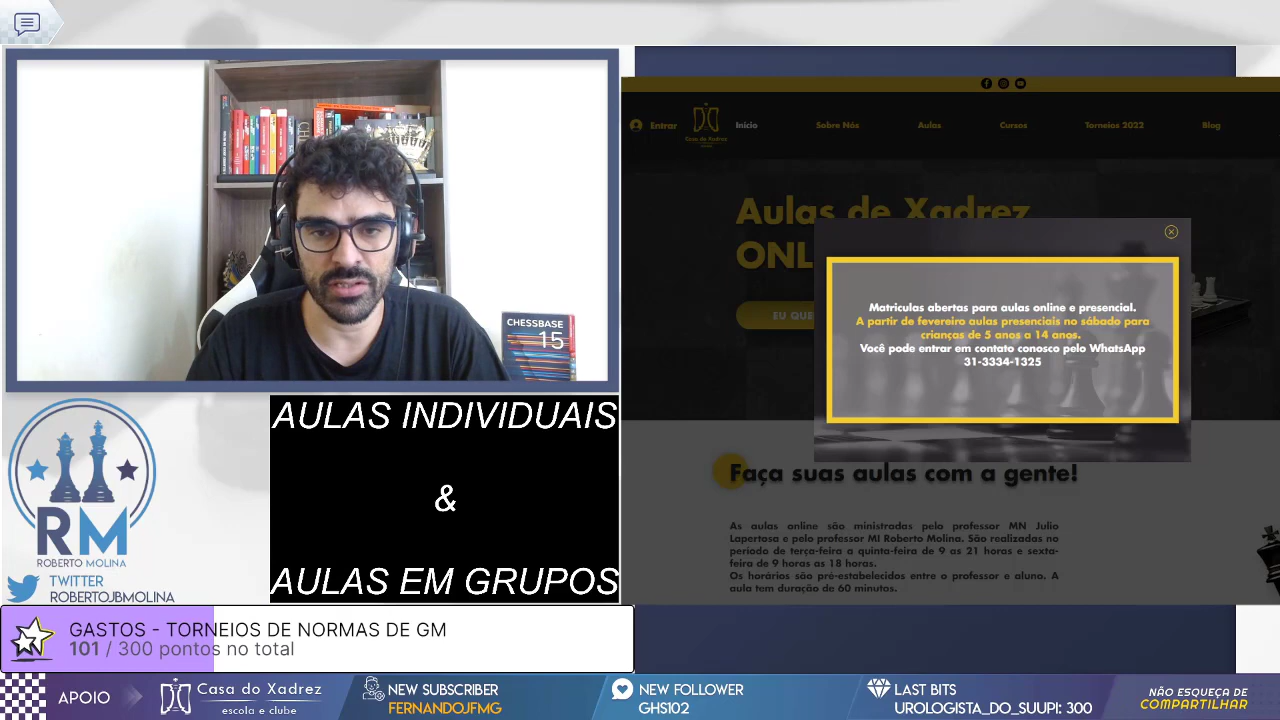 CHESSBASE
15
Entrar
Casa do Xadrez
Início
Sobre Nós
Aulas
Cursos
Torneios 2022
Blog
Aulas de Xadrez
ONL
EU QUE
Matriculas abertas para aulas online e presencial.
A partir de fevereiro aulas presenciais no sábado para
crianças de 5 anos a 14 anos.
Você pode entrar em contato conosco pelo WhatsApp
31-3334-1325
Faça suas aulas com a gente!
As aulas online são ministradas pelo professor MN Julio
Lapertosa e pelo professor MI Roberto Molina. São realizadas no
período de terça-feira a quinta-feira de 9 as 21 horas e sexta-
feira de 9 horas as 18 horas.
Os horários são pré-estabelecidos entre o professor e aluno. A
aula tem duração de 60 minutos.
RM
ROBERTO MOLINA
TWITTER
ROBERTOJBMOLINA
AULAS INDIVIDUAIS
&
AULAS EM GRUPOS
GASTOS - TORNEIOS DE NORMAS DE GM
101 / 300 pontos no total
APOIO
Casa do Xadrez
escola e clube
NEW SUBSCRIBER
FERNANDOJFMG
NEW FOLLOWER
GHS102
LAST BITS
UROLOGISTA_DO_SUUPI: 300
NÃO ESQUEÇA DE
COMPARTILHAR